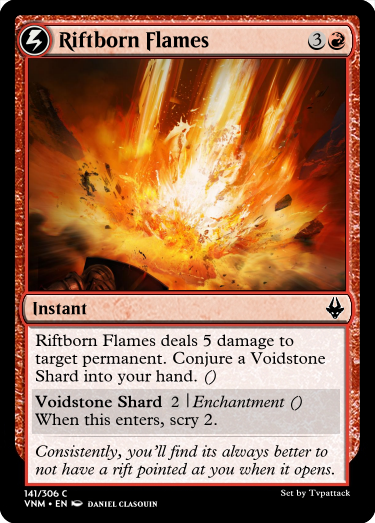 Riftborn Flames 3
Instant
Riftborn Flames deals 5 damage to
target permanent. Conjure a Voidstone
Shard into your hand. ()
Voidstone Shard 2 | Enchantment ()
When this enters, scry 2.
Consistently, you'll find its always better to
not have a rift pointed at you when it opens.
141/306 C
VNM • EN DANIEL CLASOUIN
Set by Tvpattack